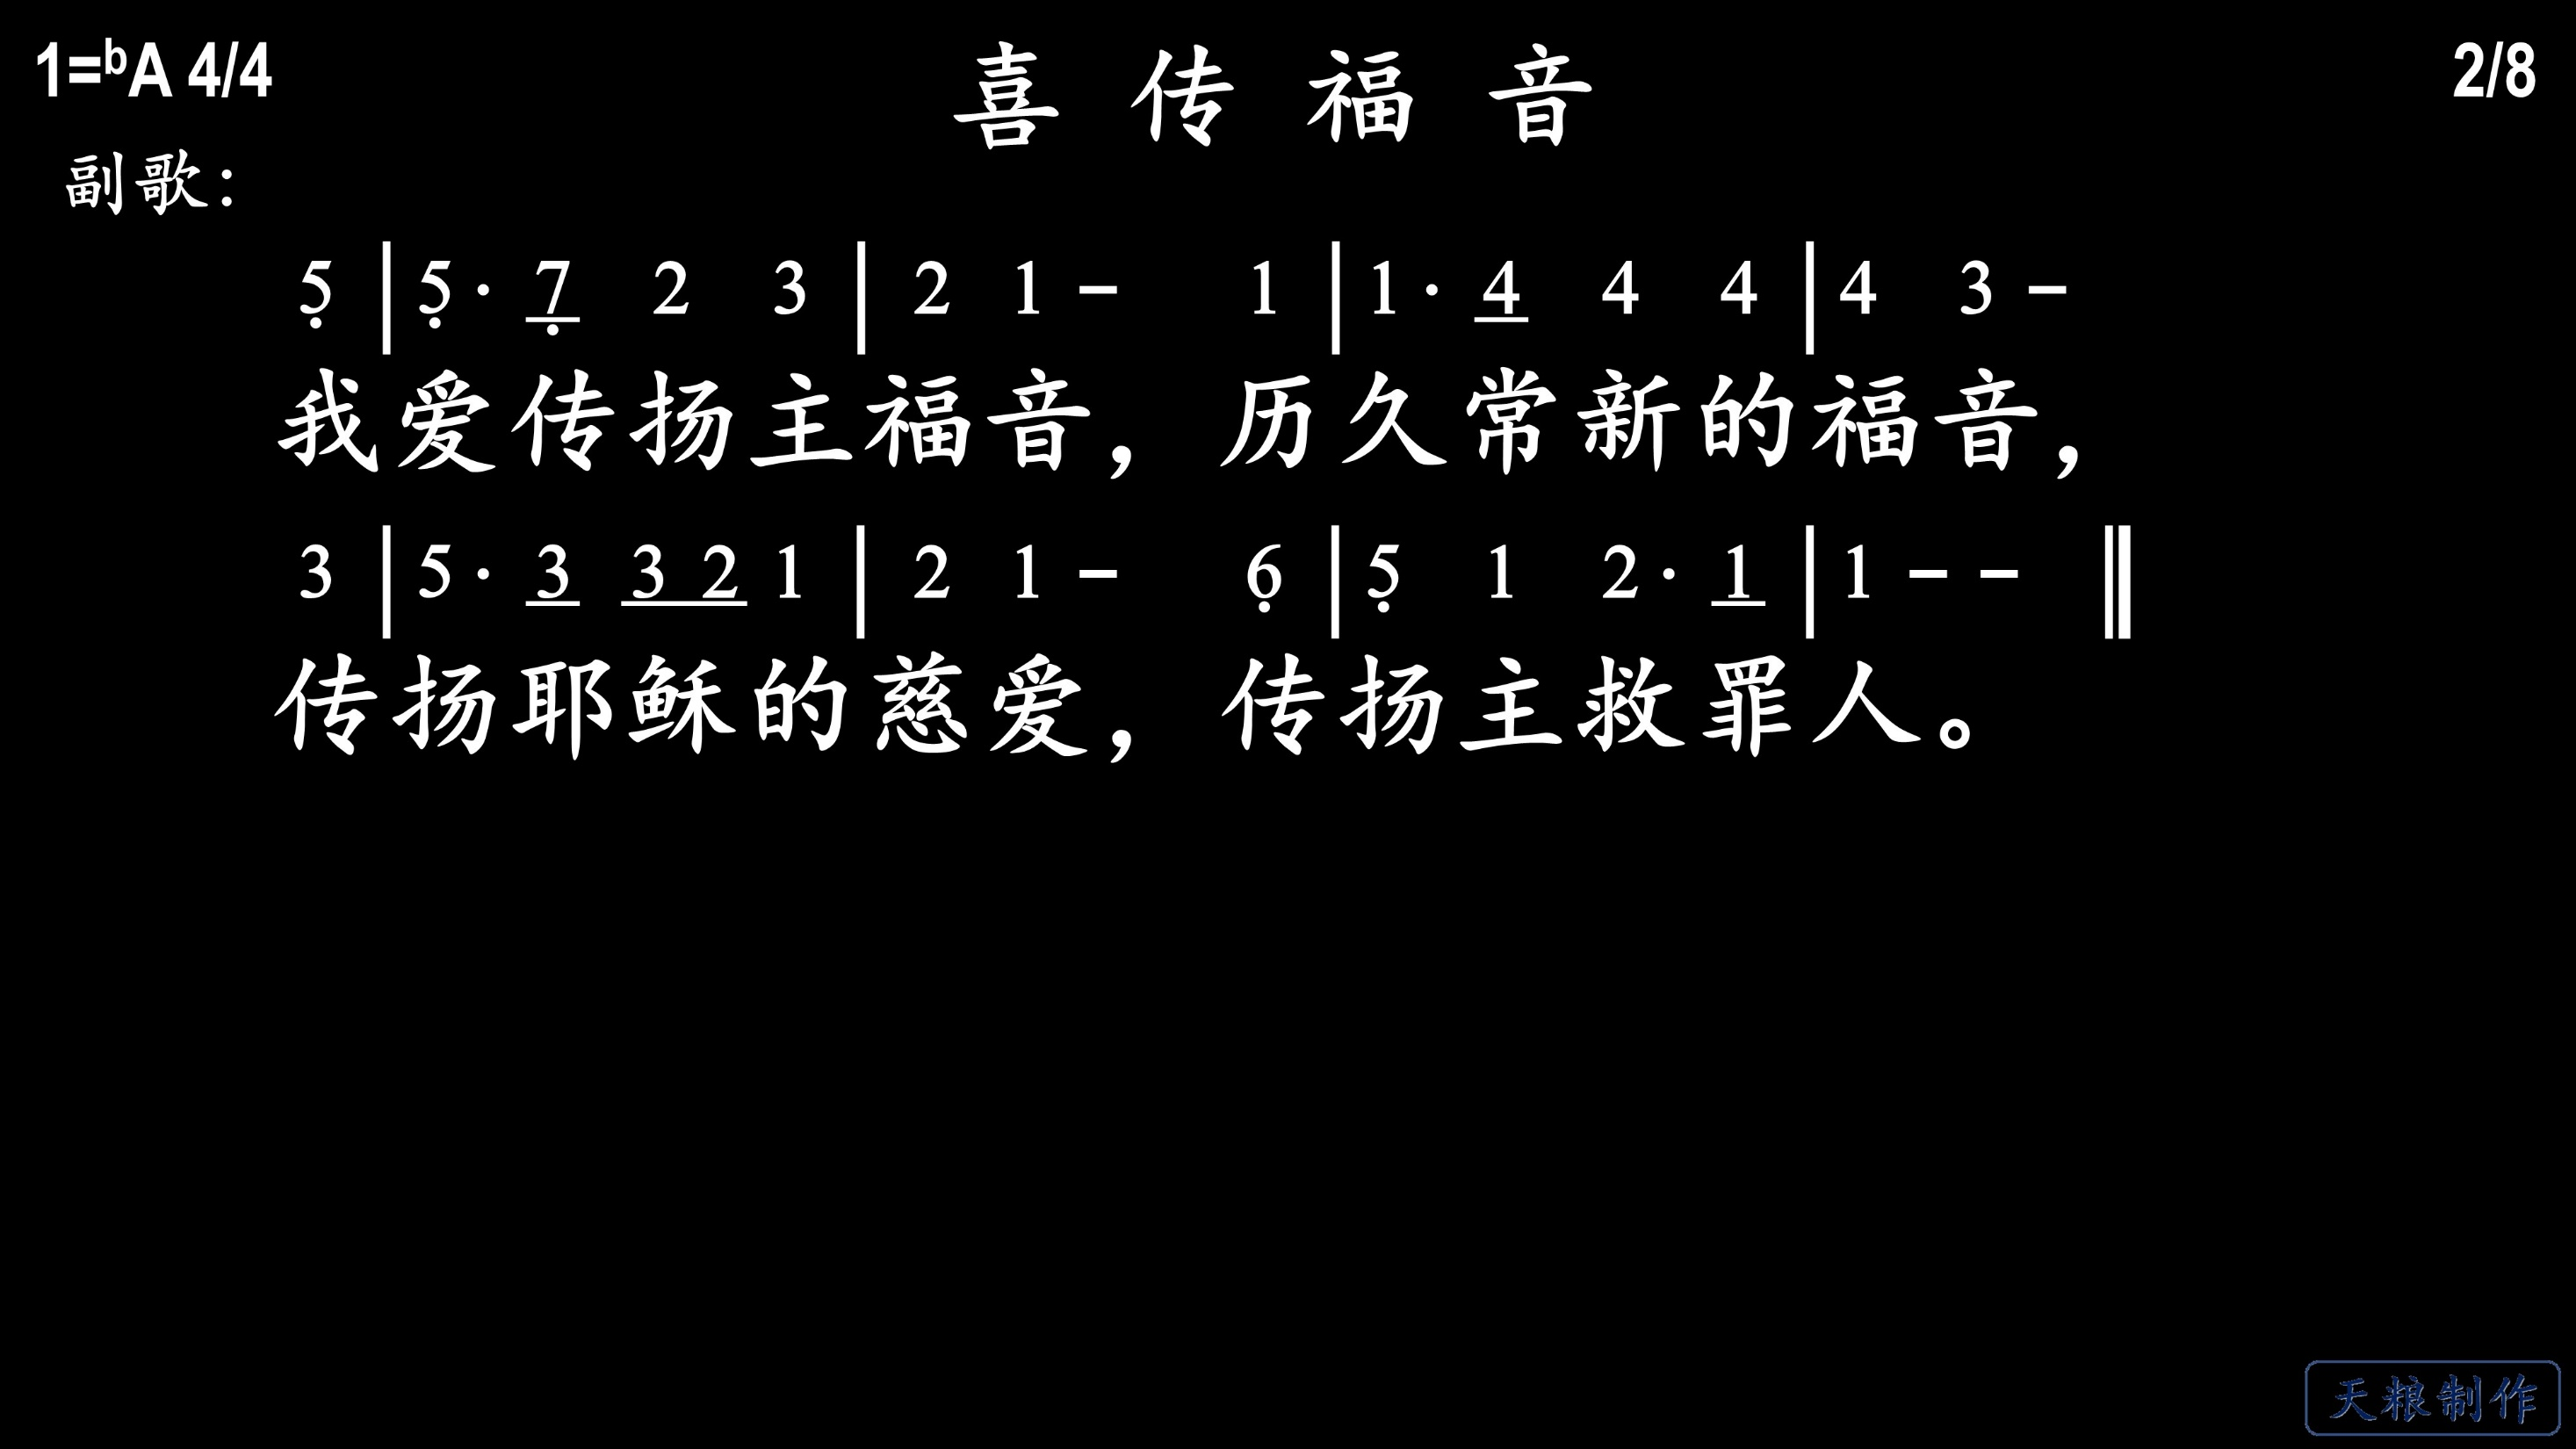 1=ᵇA 4/4 喜传福音 2/8
副歌：
5̣ | 5̣ · 7̣ 2 3 | 2 1 – 1 | 1 · 4 4 4 | 4 3 –
我爱传扬主福音，历久常新的福音，
3 | 5 · 3 3 2 1 | 2 1 – 6̣ | 5̣ 1 2 · 1 | 1 – – ‖
传扬耶稣的慈爱，传扬主救罪人。
天粮制作